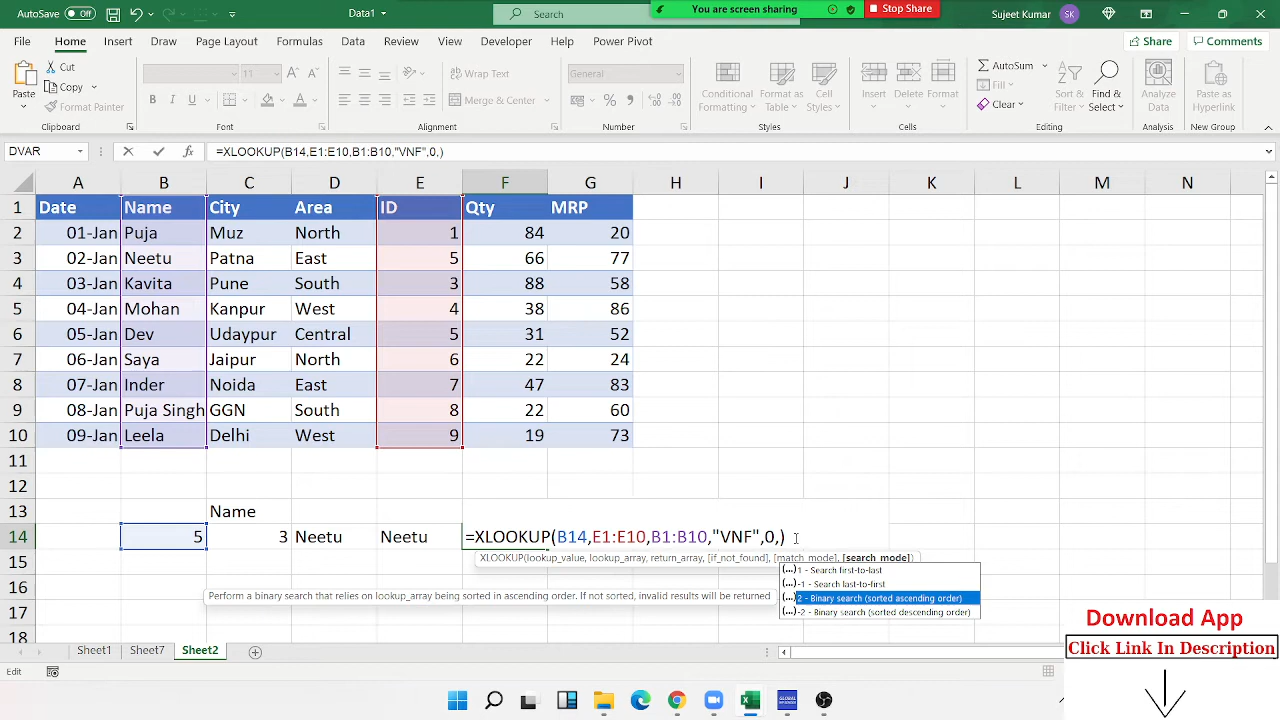 Data1
Search
You are screen sharing
Stop Share
Sujeet Kumar
SK
File Home Insert Draw Page Layout Formulas Data Review View Developer Help Power Pivot
Share
Comments
Paste
Cut
Copy
Format Painter
Clipboard
11
B I U
Font
Wrap Text
Merge & Center
Alignment
General
Number
Conditional Formatting
Format as Table
Cell Styles
Styles
Insert
Delete
Format
Cells
AutoSum
Fill
Clear
Sort & Filter
Find & Select
Editing
Analyze Data
Analysis
Paste as Hyperlink
New Group
DVAR
=XLOOKUP(B14,E1:E10,B1:B10,"VNF",0,)
A B C D E F G H I J K L M N
1 Date Name City Area ID Qty MRP
2 01-Jan Puja Muz North 1 84 20
3 02-Jan Neetu Patna East 5 66 77
4 03-Jan Kavita Pune South 3 88 58
5 04-Jan Mohan Kanpur West 4 38 86
6 05-Jan Dev Udaypur Central 5 31 52
7 06-Jan Saya Jaipur North 6 22 24
8 07-Jan Inder Noida East 7 47 83
9 08-Jan Puja Singh GGN South 8 22 60
10 09-Jan Leela Delhi West 9 19 73
11
12
13 Name
14 5 3 Neetu Neetu =XLOOKUP(B14,E1:E10,B1:B10,"VNF",0,)
15
XLOOKUP(lookup_value, lookup_array, return_array, [if_not_found], [match_mode], [search_mode])
(...) 1 - Search first-to-last
(...) -1 - Search last-to-first
(...) 2 - Binary search (sorted ascending order)
(...) -2 - Binary search (sorted descending order)
16
Perform a binary search that relies on lookup_array being sorted in ascending order. If not sorted, invalid results will be returned
17
18
Download App
Click Link In Description
Sheet1 Sheet7 Sheet2
Edit